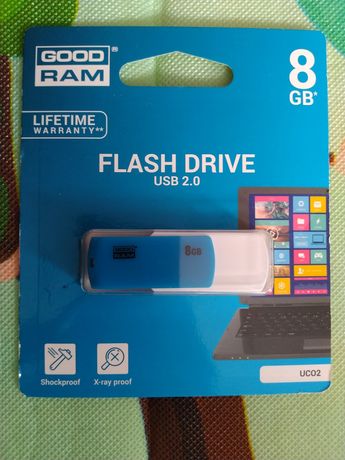 GOOD®
RAM
8
GB*
LIFETIME
WARRANTY**
FLASH DRIVE
USB 2.0
GOOD
RAM
8GB
Shockproof
X-ray proof
UCO2